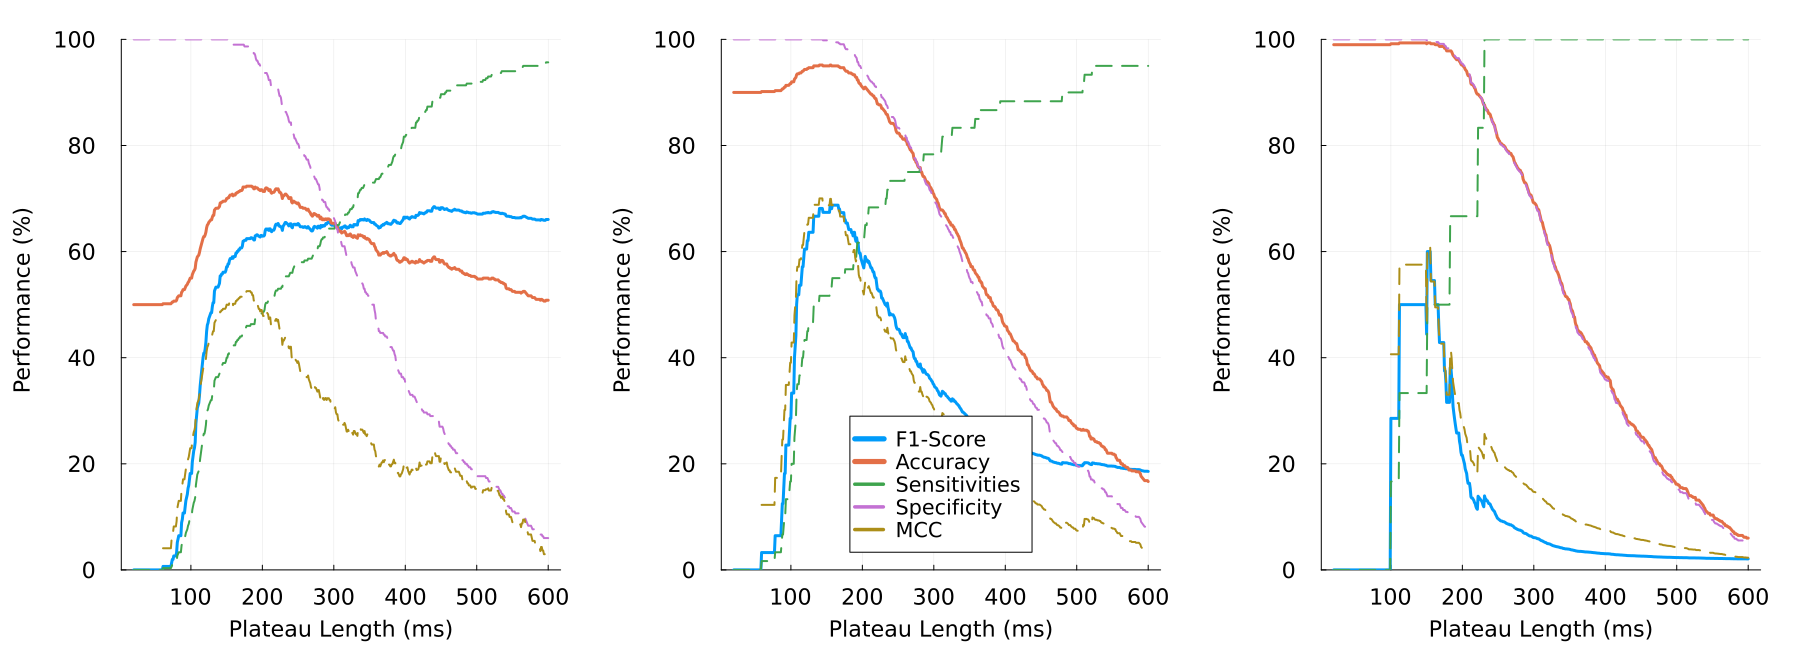 Performance (%)
100
80
60
40
20
0
100 200 300 400 500 600
Plateau Length (ms)
Performance (%)
100
80
60
40
20
0
100 200 300 400 500 600
Plateau Length (ms)
F1-Score
Accuracy
Sensitivities
Specificity
MCC
Performance (%)
100
80
60
40
20
0
100 200 300 400 500 600
Plateau Length (ms)